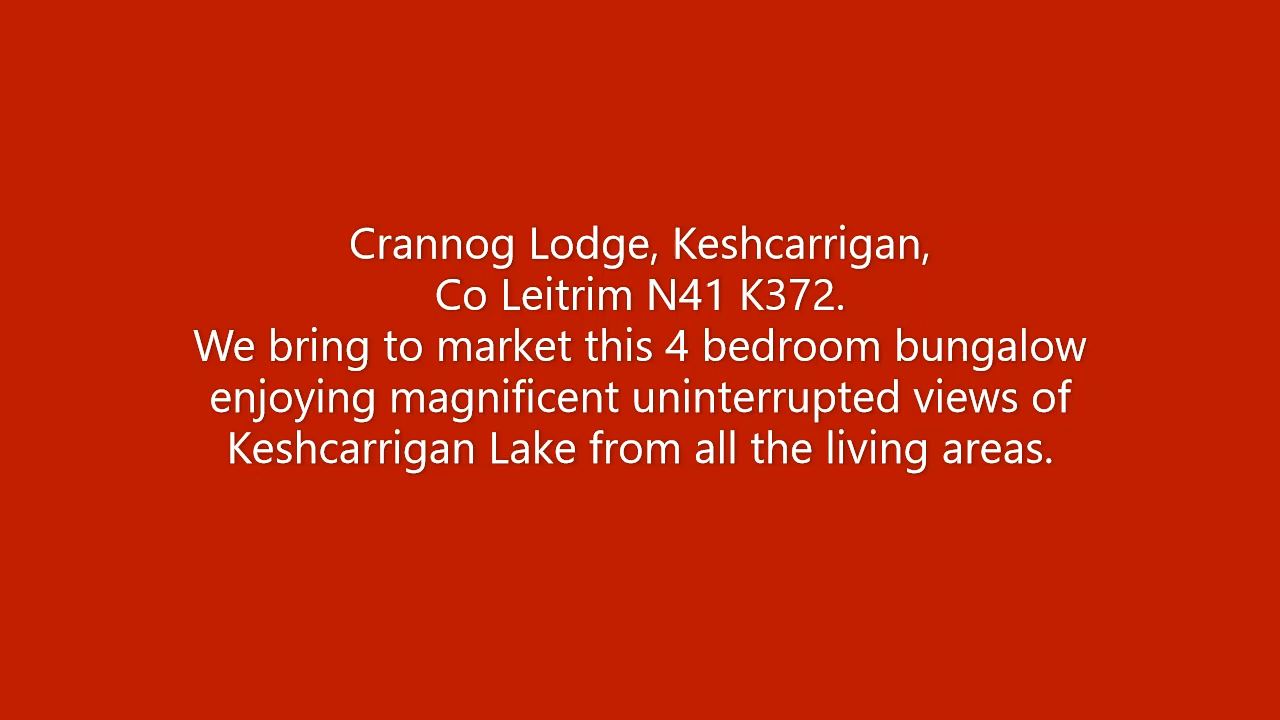 Crannog Lodge, Keshcarrigan,
Co Leitrim N41 K372.
We bring to market this 4 bedroom bungalow
enjoying magnificent uninterrupted views of
Keshcarrigan Lake from all the living areas.